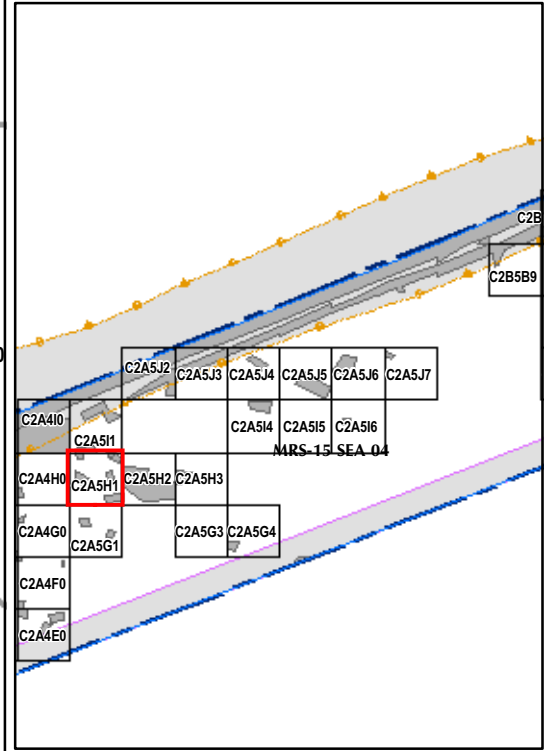 C2B
C2B5B9
C2A5J2 C2A5J3 C2A5J4 C2A5J5 C2A5J6 C2A5J7
C2A4I0 C2A5I1 C2A5I4 C2A5I5 C2A5I6
MRS-15 SEA 04
C2A4H0 C2A5H1 C2A5H2 C2A5H3
C2A4G0 C2A5G1 C2A5G3 C2A5G4
C2A4F0
C2A4E0